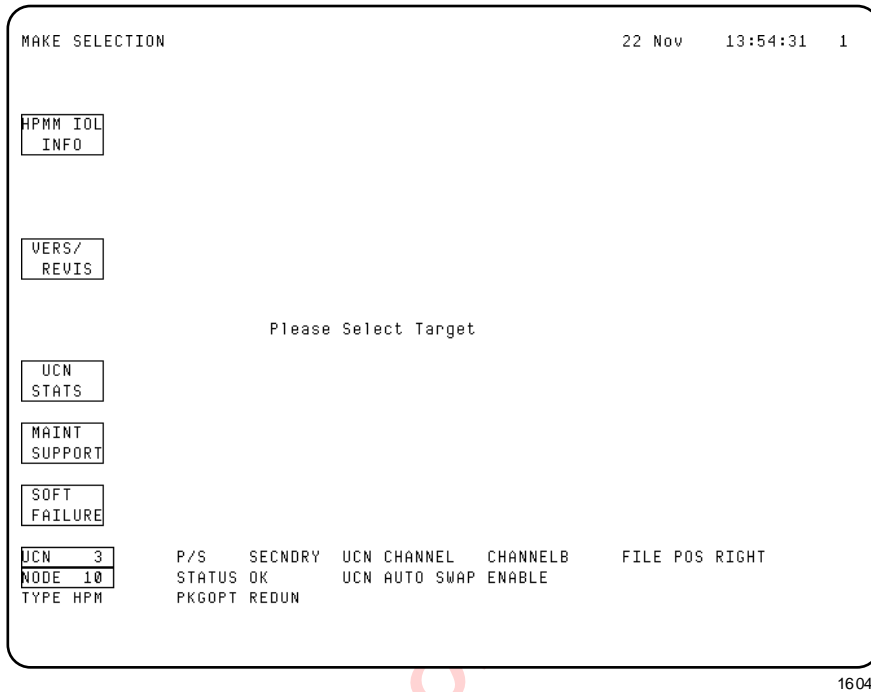 MAKE SELECTION 22 Nov 13:54:31 1
HPMM IOL
INFO
VERS/
REVIS
Please Select Target
UCN
STATS
MAINT
SUPPORT
SOFT
FAILURE
UCN 3 P/S SECNDRY UCN CHANNEL CHANNELB FILE POS RIGHT
NODE 10 STATUS OK UCN AUTO SWAP ENABLE
TYPE HPM PKGOPT REDUN
1604